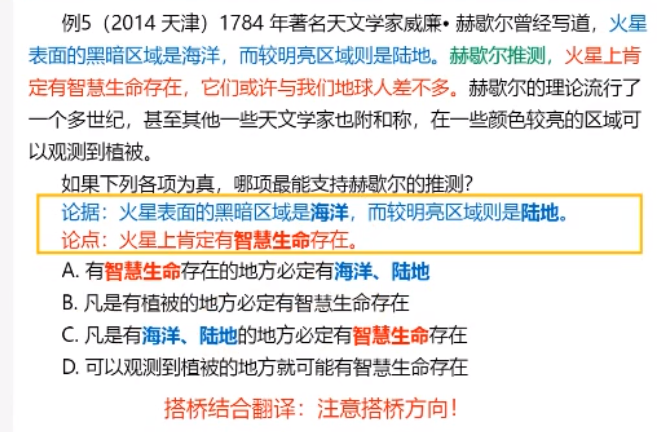 例5（2014 天津）1784 年著名天文学家威廉• 赫歇尔曾经写道，火星
表面的黑暗区域是海洋，而较明亮区域则是陆地。赫歇尔推测，火星上肯
定有智慧生命存在，它们或许与我们地球人差不多。赫歇尔的理论流行了
一个多世纪，甚至其他一些天文学家也附和称，在一些颜色较亮的区域可
以观测到植被。
如果下列各项为真，哪项最能支持赫歇尔的推测？
论据：火星表面的黑暗区域是海洋，而较明亮区域则是陆地。
论点：火星上肯定有智慧生命存在。
A. 有智慧生命存在的地方必定有海洋、陆地
B. 凡是有植被的地方必定有智慧生命存在
C. 凡是有海洋、陆地的地方必定有智慧生命存在
D. 可以观测到植被的地方就可能有智慧生命存在
搭桥结合翻译：注意搭桥方向！